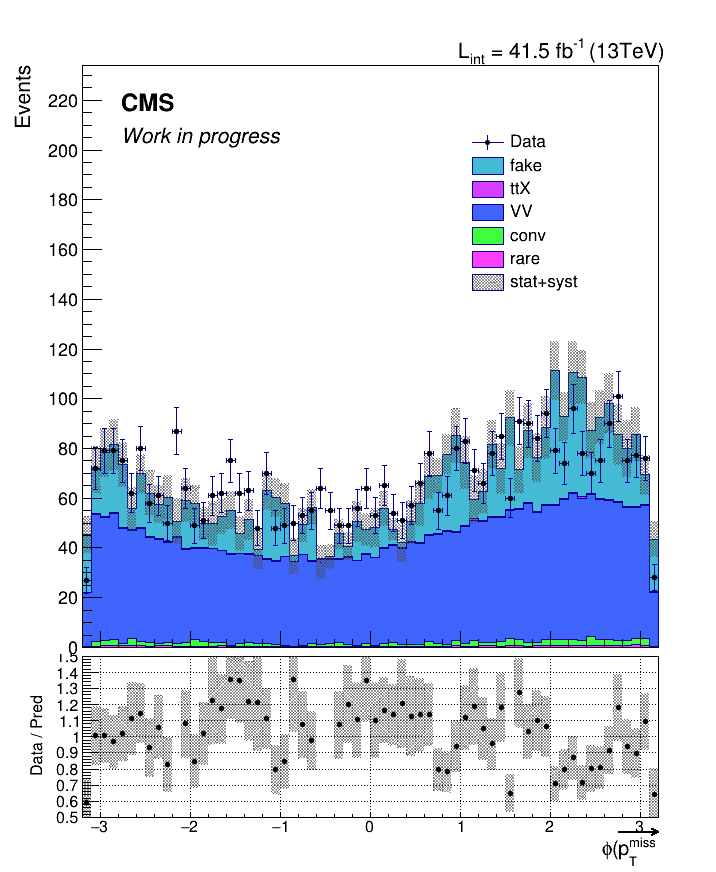 L_int = 41.5 fb^-1 (13TeV)
Events
CMS
Work in progress
Data
fake
ttX
VV
conv
rare
stat+syst
220
200
180
160
140
120
100
80
60
40
20
0
Data / Pred
1.5
1.4
1.3
1.2
1.1
1
0.9
0.8
0.7
0.6
0.5
−3 −2 −1 0 1 2 3
ϕ(p_T^miss